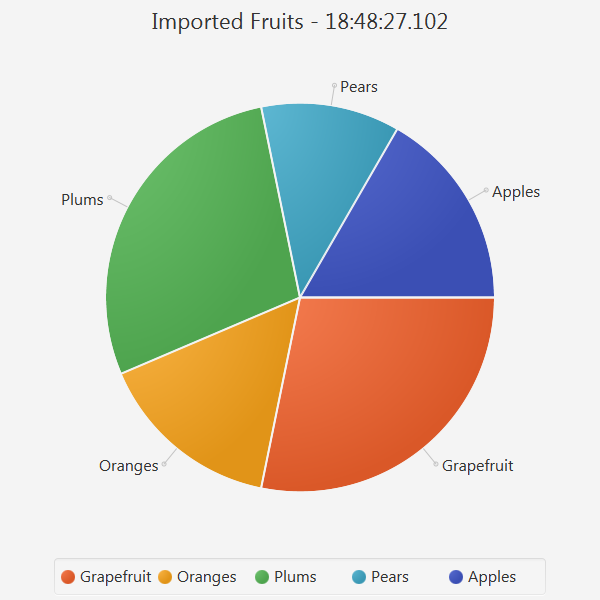 Imported Fruits - 18:48:27.102
Pears
Apples
Plums
Oranges
Grapefruit
Grapefruit Oranges Plums Pears Apples